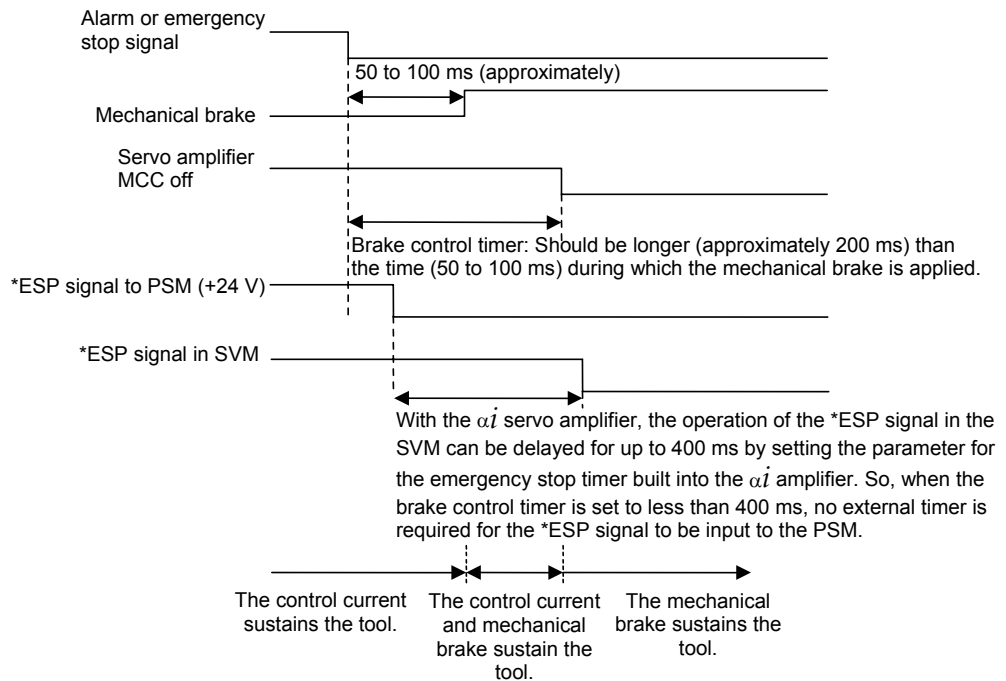 Alarm or emergency
stop signal
50 to 100 ms (approximately)
Mechanical brake
Servo amplifier
MCC off
Brake control timer: Should be longer (approximately 200 ms) than
the time (50 to 100 ms) during which the mechanical brake is applied.
*ESP signal to PSM (+24 V)
*ESP signal in SVM
With the αi servo amplifier, the operation of the *ESP signal in the
SVM can be delayed for up to 400 ms by setting the parameter for
the emergency stop timer built into the αi amplifier. So, when the
brake control timer is set to less than 400 ms, no external timer is
required for the *ESP signal to be input to the PSM.
The control current
sustains the tool.
The control current
and mechanical
brake sustain the
tool.
The mechanical
brake sustains the
tool.